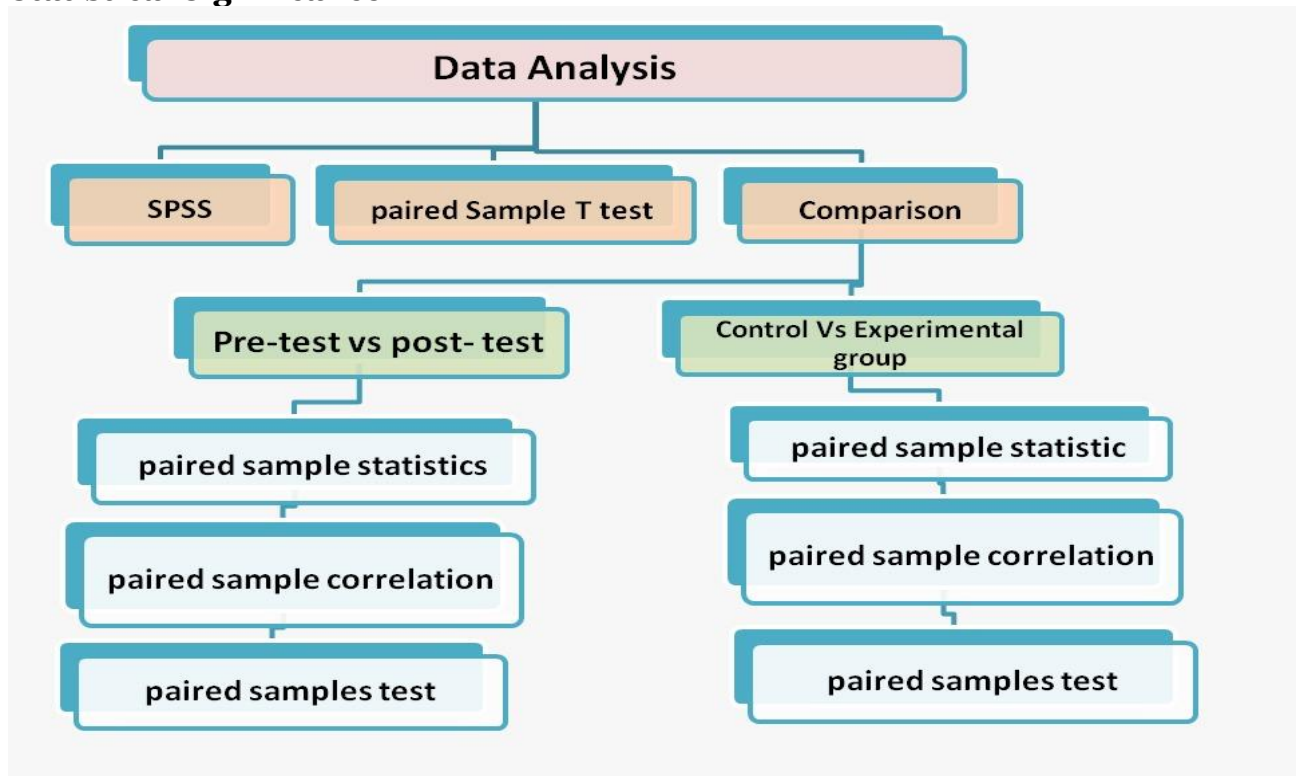 Data Analysis
SPSS
paired Sample T test
Comparison
Pre-test vs post- test
Control Vs Experimental
group
paired sample statistics
paired sample correlation
paired samples test
paired sample statistic
paired sample correlation
paired samples test